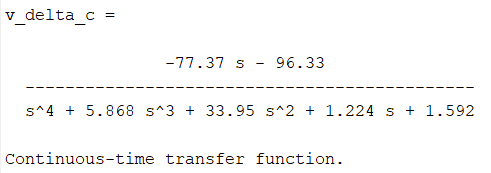 v_delta_c =
-77.37 s - 96.33
---------------------------------------------
s^4 + 5.868 s^3 + 33.95 s^2 + 1.224 s + 1.592
Continuous-time transfer function.